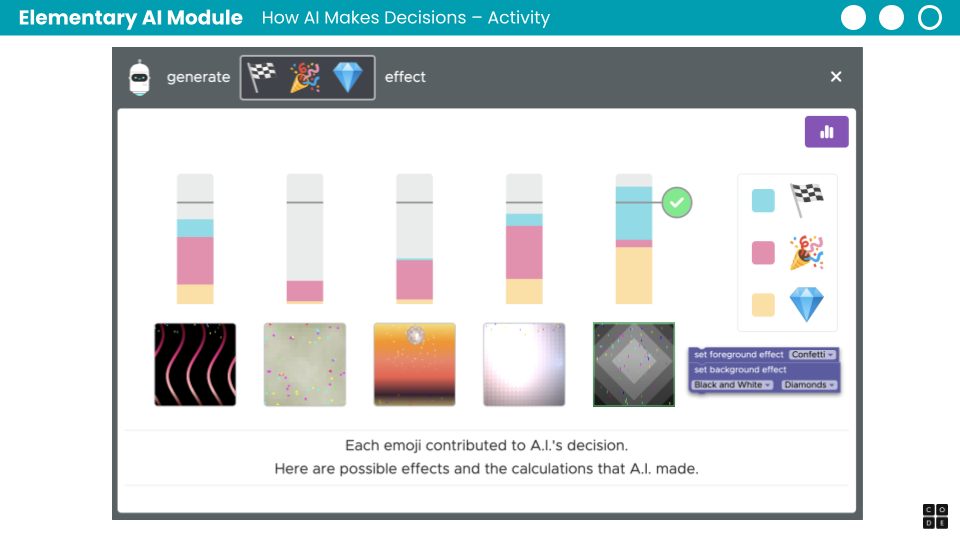 Elementary AI Module How AI Makes Decisions – Activity
generate effect
set foreground effect Confetti
set background effect
Black and White Diamonds
Each emoji contributed to A.I.'s decision.
Here are possible effects and the calculations that A.I. made.
C O
D E